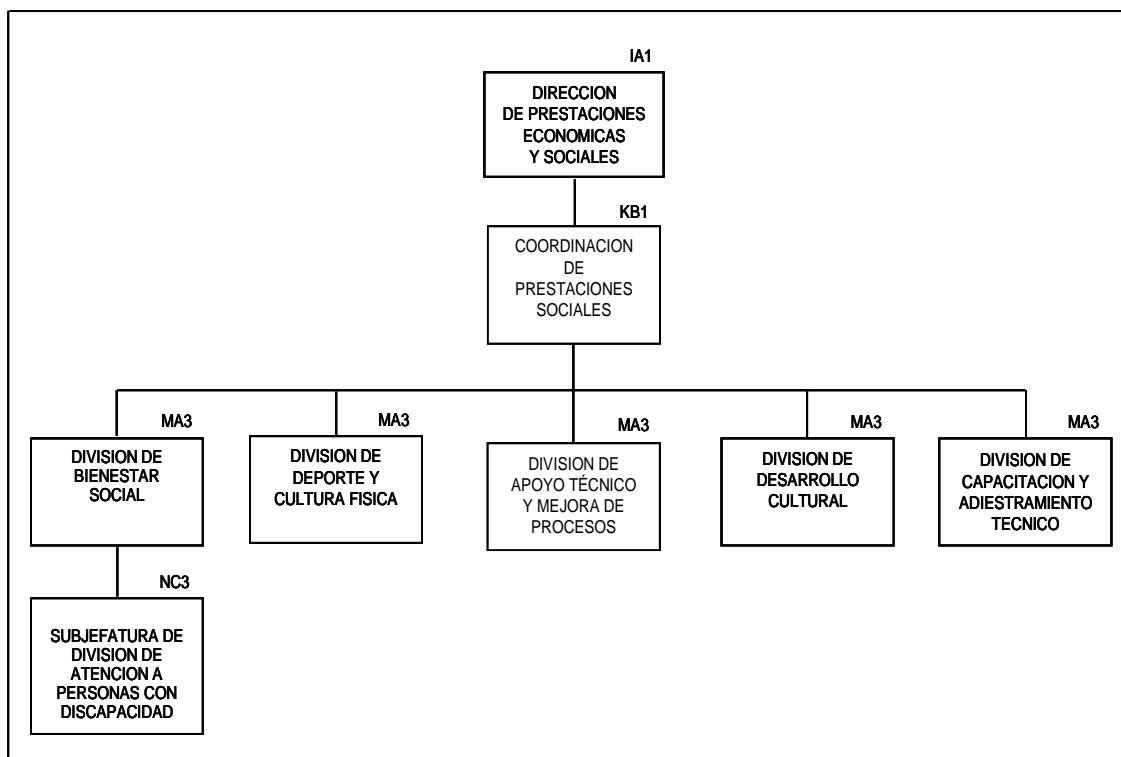 IA1
DIRECCION
DE PRESTACIONES
ECONOMICAS
Y SOCIALES
KB1
COORDINACION
DE
PRESTACIONES
SOCIALES
MA3
DIVISION DE
BIENESTAR
SOCIAL
MA3
DIVISION DE
DEPORTE Y
CULTURA FISICA
MA3
DIVISION DE
APOYO TÉCNICO
Y MEJORA DE
PROCESOS
MA3
DIVISION DE
DESARROLLO
CULTURAL
MA3
DIVISION DE
CAPACITACION Y
ADIESTRAMIENTO
TECNICO
NC3
SUBJEFATURA DE
DIVISION DE
ATENCION A
PERSONAS CON
DISCAPACIDAD